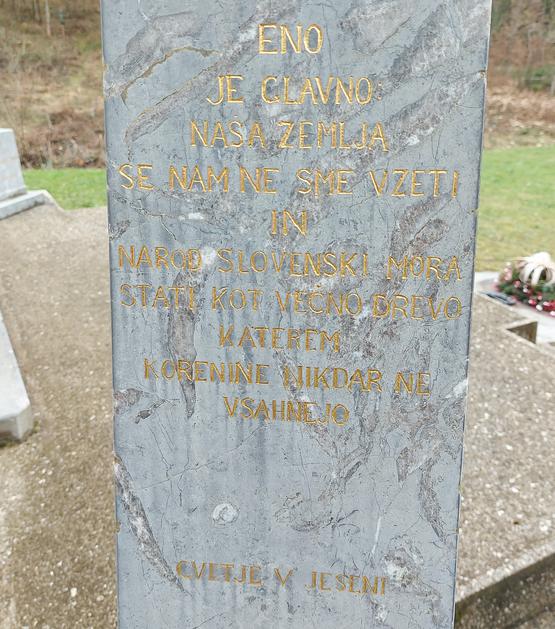 ENO
JE GLAVNO:
NAŠA ZEMLJA
SE NAM NE SME VZETI
IN
NAROD SLOVENSKI MORA
STATI KOT VEČNO DREVO
KATEREM
KORENINE NIKDAR NE
VSAHNEJO
CVETJE V JESENI